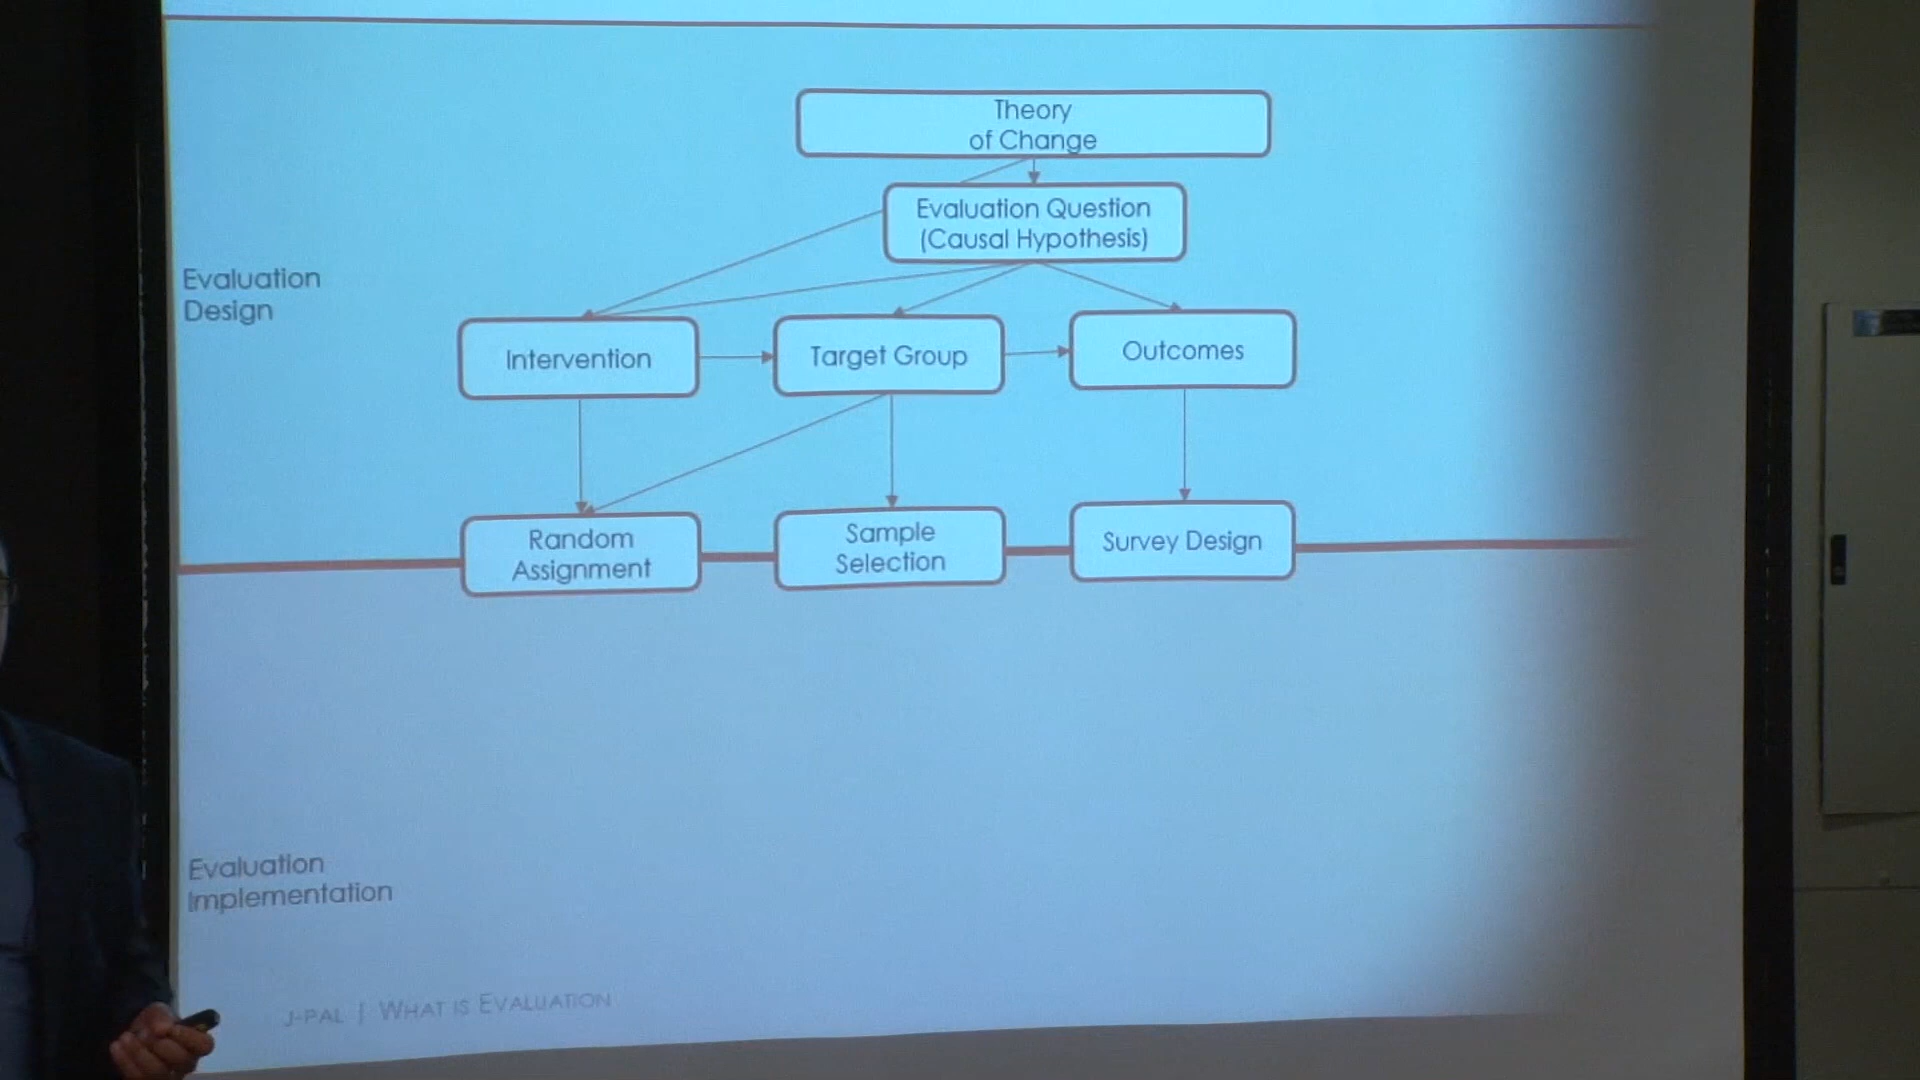 Theory
of Change
Evaluation Question
(Causal Hypothesis)
Evaluation
Design
Intervention
Target Group
Outcomes
Random
Assignment
Sample
Selection
Survey Design
Evaluation
Implementation
J-PAL | WHAT IS EVALUATION